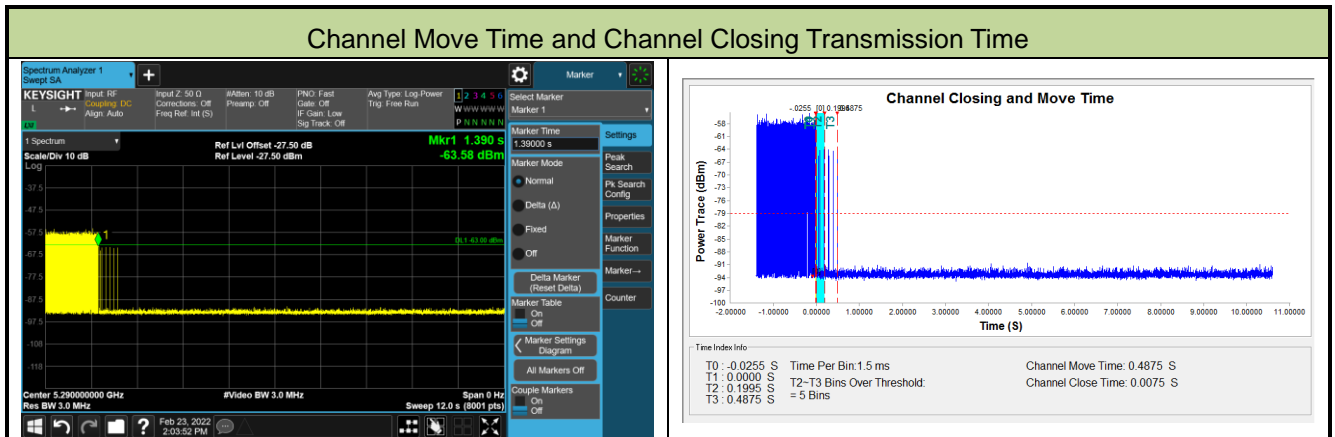 Channel Move Time and Channel Closing Transmission Time
Spectrum Analyzer 1
Swept SA
Marker
KEYSIGHT
L
Input: RF
Coupling: DC
Align: Auto
Input Z: 50 Ω
Corrections: Off
Freq Ref: Int (S)
#Atten: 10 dB
Preamp: Off
PNO: Fast
Gate: Off
IF Gain: Low
Sig Track: Off
Avg Type: Log-Power
Trig: Free Run
1 2 3 4 5 6
W W W W W W
P N N N N N
1 Spectrum
Scale/Div 10 dB
Log
Ref Lvl Offset -27.50 dB
Ref Level -27.50 dBm
Mkr1 1.390 s
-63.58 dBm
-37.5
-47.5
-57.5
-67.5
-77.5
-87.5
-97.5
-108
-118
1
DL1 -63.00 dBm
Center 5.290000000 GHz
Res BW 3.0 MHz
#Video BW 3.0 MHz
Span 0 Hz
Sweep 12.0 s (8001 pts)
Feb 23, 2022
2:03:52 PM
Select Marker
Marker 1
Marker Time
1.39000 s
Marker Mode
Normal
Delta (Δ)
Fixed
Off
Delta Marker
(Reset Delta)
Marker Table
On
Off
Marker Settings
Diagram
All Markers Off
Couple Markers
On
Off
Settings
Peak
Search
Pk Search
Config
Properties
Marker
Function
Marker→
Counter
Channel Closing and Move Time
-.0255 [0]
T3
Power Trace (dBm)
-58
-61
-64
-67
-70
-73
-76
-79
-82
-85
-88
-91
-94
-97
-100
-2.00000 -1.00000 0.00000 1.00000 2.00000 3.00000 4.00000 5.00000 6.00000 7.00000 8.00000 9.00000 10.00000 11.00000
Time (S)
Time Index Info
T0 : -0.0255 S
T1 : 0.0000 S
T2 : 0.1995 S
T3 : 0.4875 S
Time Per Bin:1.5 ms
T2~T3 Bins Over Threshold:
= 5 Bins
Channel Move Time: 0.4875 S
Channel Close Time: 0.0075 S